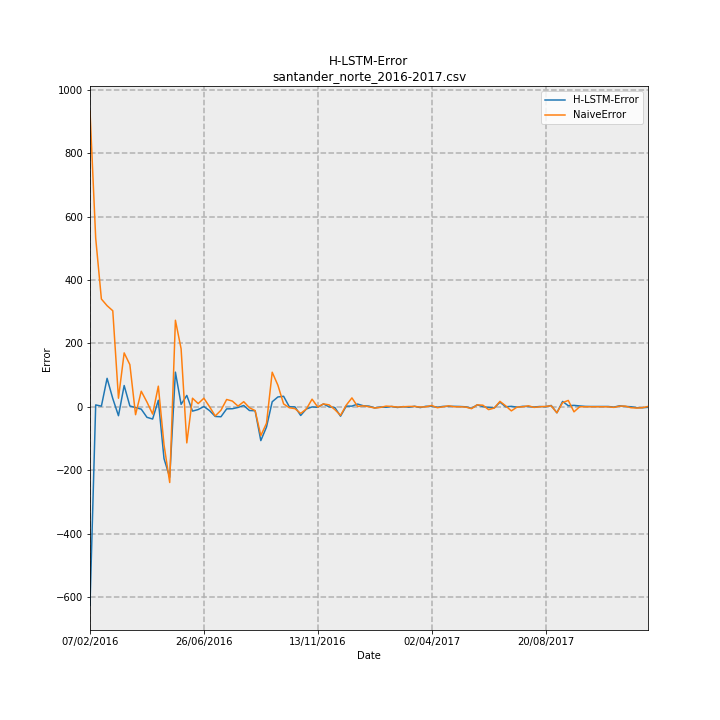 H-LSTM-Error
santander_norte_2016-2017.csv
H-LSTM-Error
NaiveError
1000
800
600
400
200
0
−200
−400
−600
Error
07/02/2016 26/06/2016 13/11/2016 02/04/2017 20/08/2017
Date